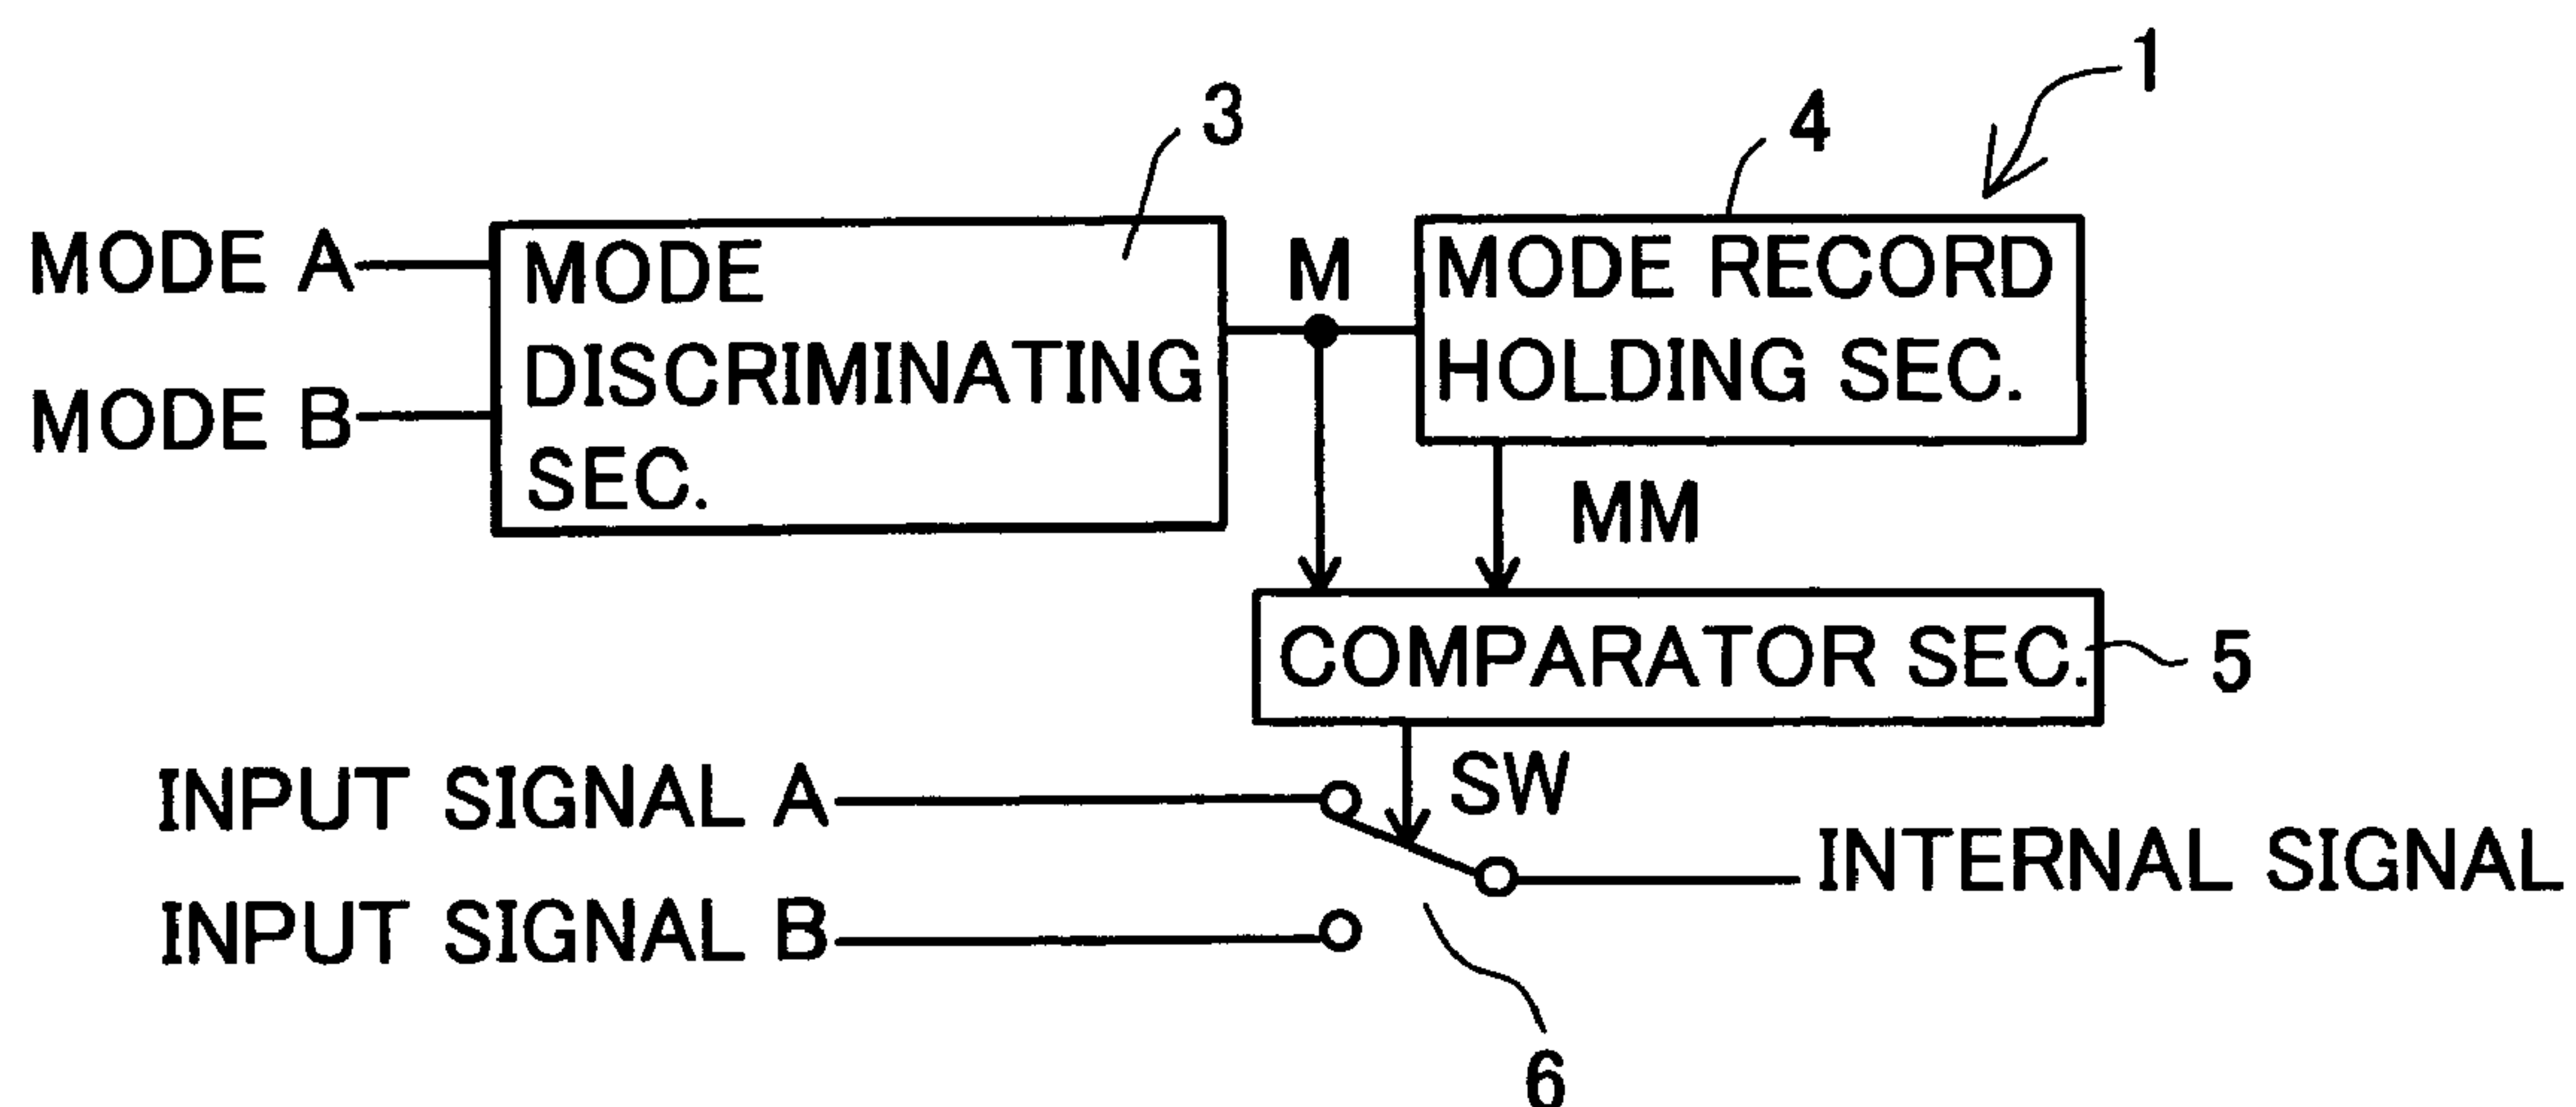 1
3
4
MODE A
MODE B
MODE
DISCRIMINATING
SEC.
M
MODE RECORD
HOLDING SEC.
MM
COMPARATOR SEC.
5
SW
INPUT SIGNAL A
INPUT SIGNAL B
INTERNAL SIGNAL
6